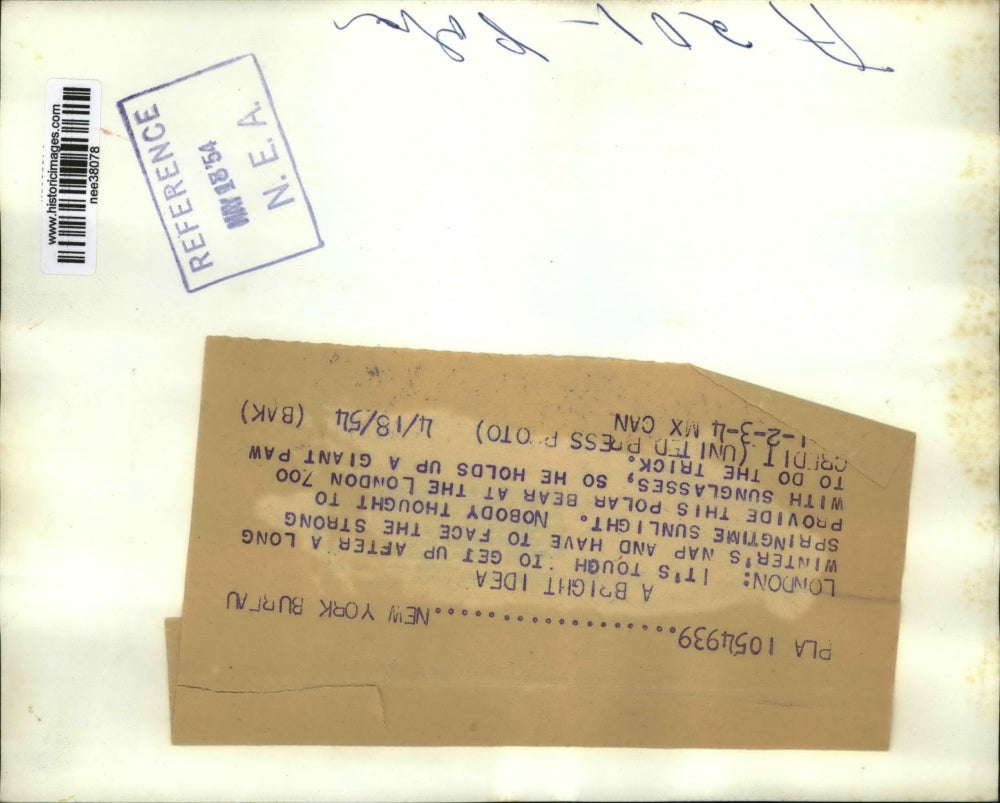 www.historicimages.com
nee38078
REFERENCE
MAY 18 '54
N.E.A.
PLA 1054939...................NEW YORK BUREAU
A BRIGHT IDEA
LONDON: IT'S TOUGH TO GET UP AFTER A LONG
WINTER'S NAP AND HAVE TO FACE THE STRONG
SPRINGTIME SUNLIGHT. NOBODY THOUGHT TO
PROVIDE THIS POLAR BEAR AT THE LONDON ZOO
WITH SUNGLASSES, SO HE HOLDS UP A GIANT PAW
TO DO THE TRICK.
CREDIT (UNITED PRESS PHOTO) 4/18/54 (BAK)
1-2-3-4 MX CAN